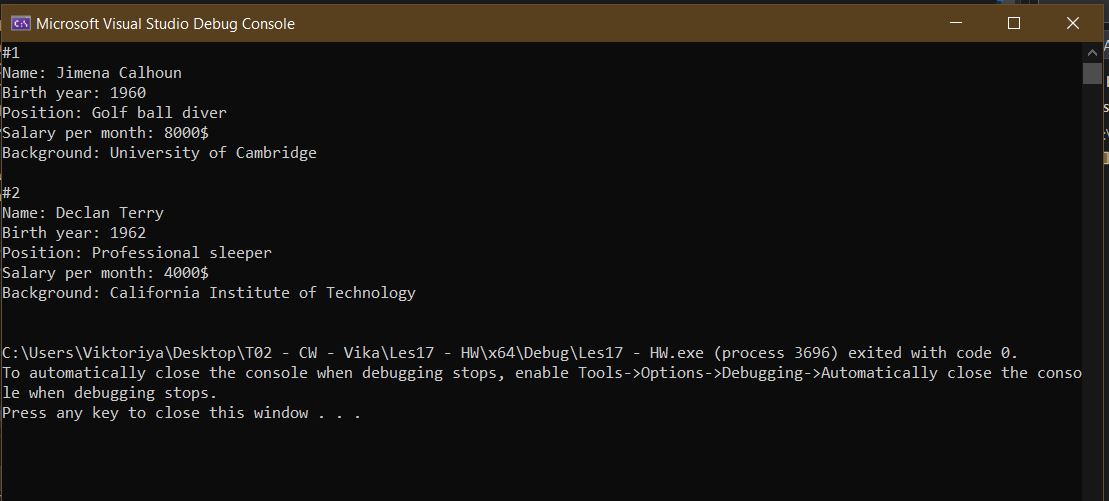 Microsoft Visual Studio Debug Console
#1
Name: Jimena Calhoun
Birth year: 1960
Position: Golf ball diver
Salary per month: 8000$
Background: University of Cambridge
#2
Name: Declan Terry
Birth year: 1962
Position: Professional sleeper
Salary per month: 4000$
Background: California Institute of Technology
C:\Users\Viktoriya\Desktop\T02 - CW - Vika\Les17 - HW\x64\Debug\Les17 - HW.exe (process 3696) exited with code 0.
To automatically close the console when debugging stops, enable Tools->Options->Debugging->Automatically close the conso
le when debugging stops.
Press any key to close this window . . .